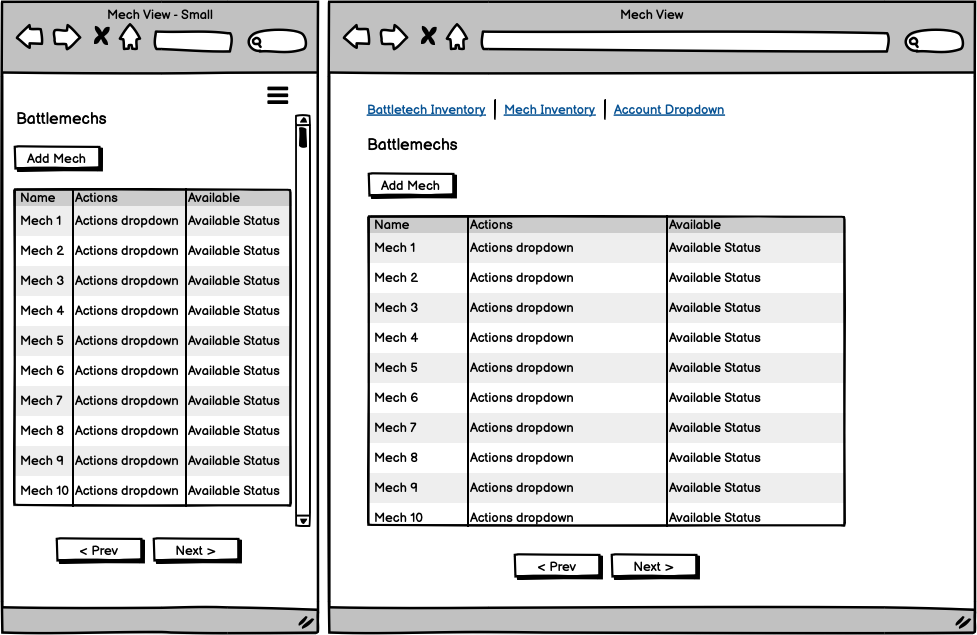 Mech View - Small
Battlemechs
Add Mech
Name Actions Available
Mech 1 Actions dropdown Available Status
Mech 2 Actions dropdown Available Status
Mech 3 Actions dropdown Available Status
Mech 4 Actions dropdown Available Status
Mech 5 Actions dropdown Available Status
Mech 6 Actions dropdown Available Status
Mech 7 Actions dropdown Available Status
Mech 8 Actions dropdown Available Status
Mech 9 Actions dropdown Available Status
Mech 10 Actions dropdown Available Status
< Prev Next >
Mech View
Battletech Inventory | Mech Inventory | Account Dropdown
Battlemechs
Add Mech
Name Actions Available
Mech 1 Actions dropdown Available Status
Mech 2 Actions dropdown Available Status
Mech 3 Actions dropdown Available Status
Mech 4 Actions dropdown Available Status
Mech 5 Actions dropdown Available Status
Mech 6 Actions dropdown Available Status
Mech 7 Actions dropdown Available Status
Mech 8 Actions dropdown Available Status
Mech 9 Actions dropdown Available Status
Mech 10 Actions dropdown Available Status
< Prev Next >